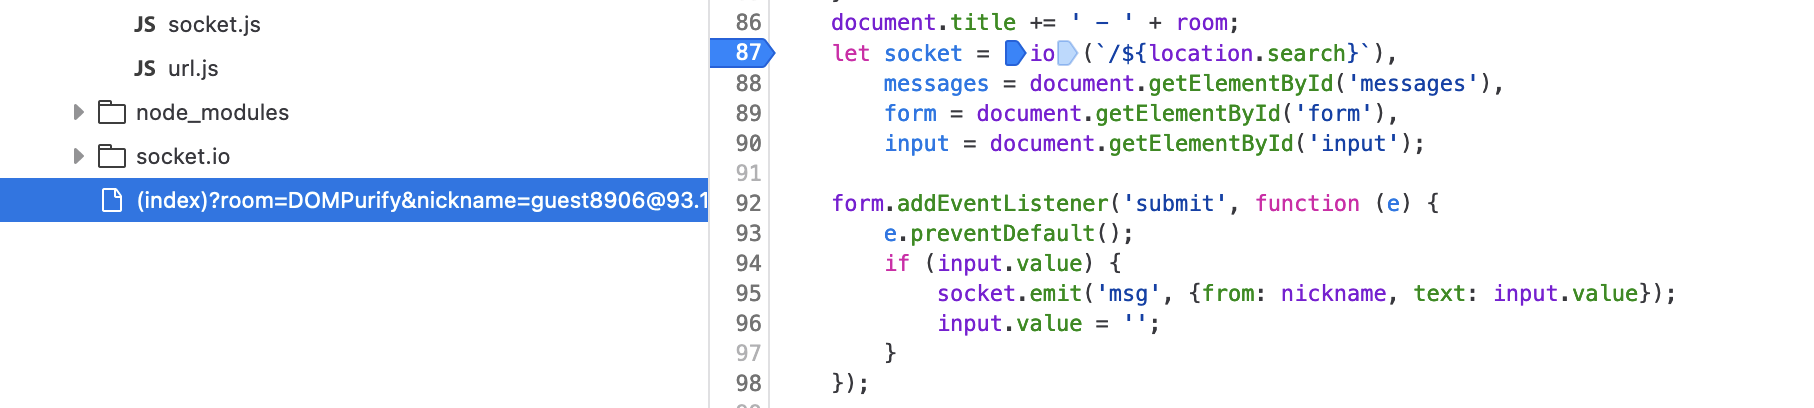 JS socket.js
JS url.js
node_modules
socket.io
(index)?room=DOMPurify&nickname=guest8906@93.1
86 document.title += ' - ' + room;
87 let socket = io(`/${location.search}`),
88 messages = document.getElementById('messages'),
89 form = document.getElementById('form'),
90 input = document.getElementById('input');
91
92 form.addEventListener('submit', function (e) {
93 e.preventDefault();
94 if (input.value) {
95 socket.emit('msg', {from: nickname, text: input.value});
96 input.value = '';
97 }
98 });